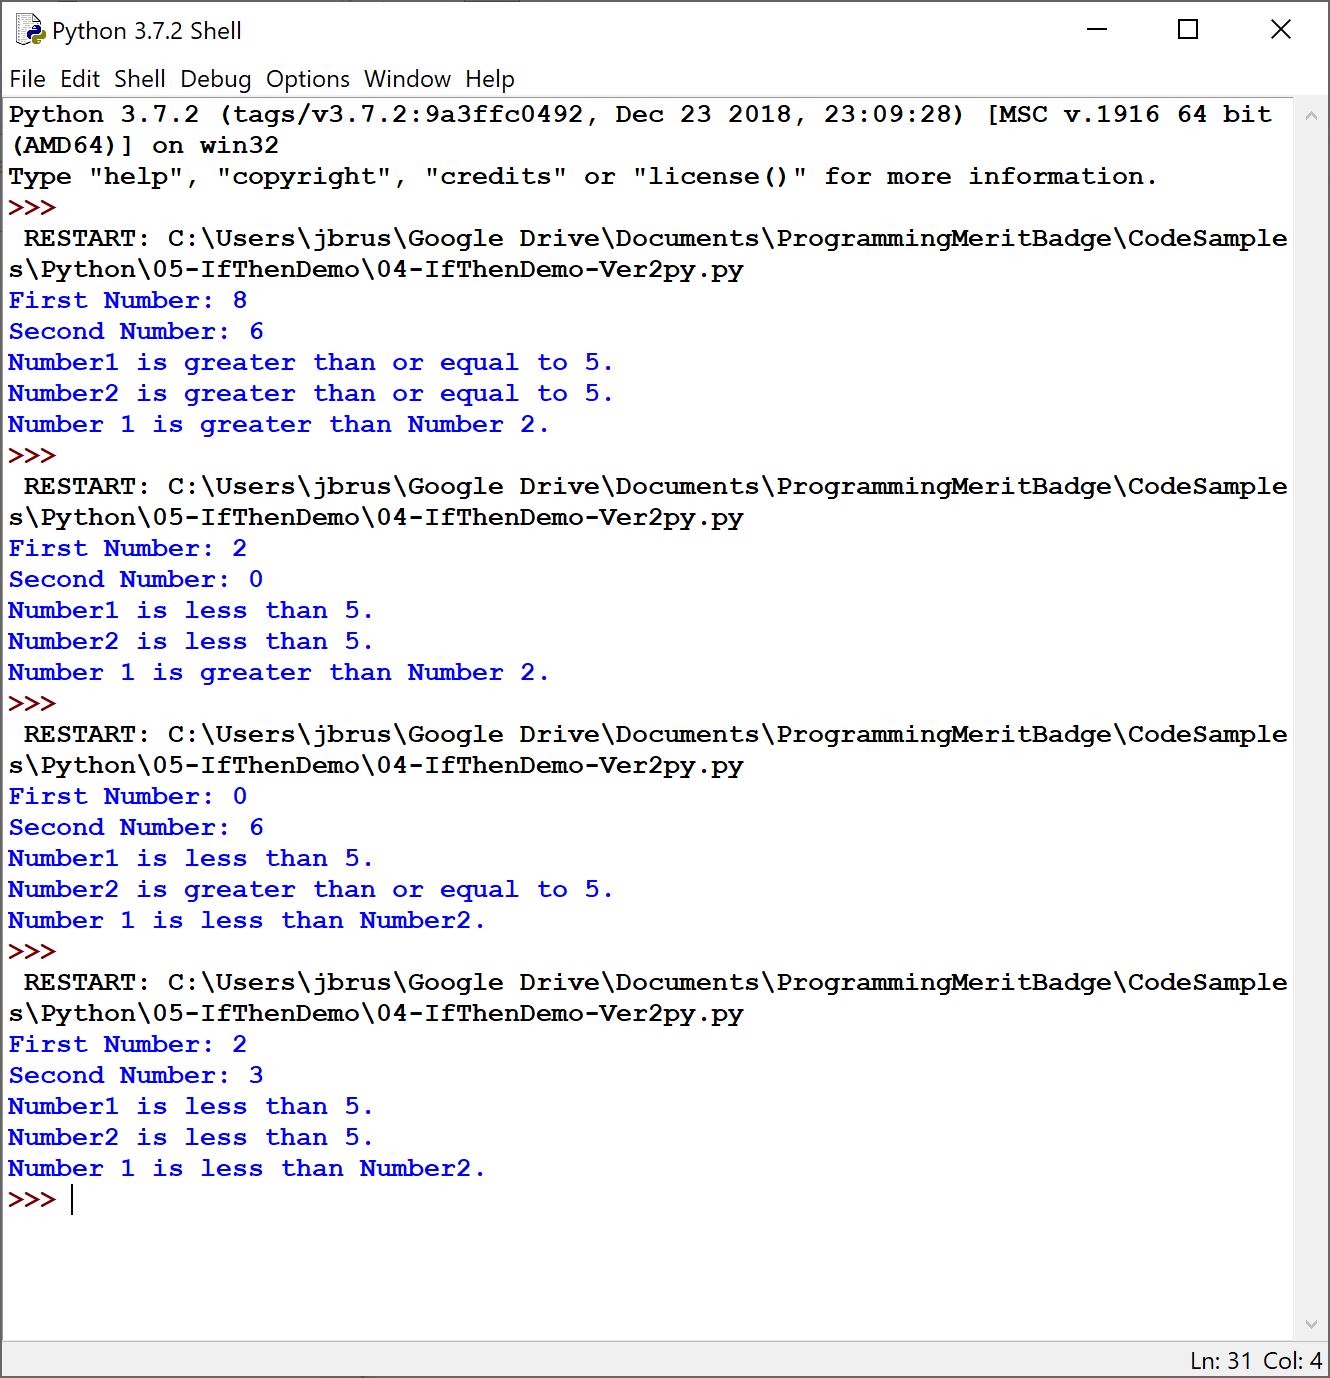 Python 3.7.2 Shell
File Edit Shell Debug Options Window Help
Python 3.7.2 (tags/v3.7.2:9a3ffc0492, Dec 23 2018, 23:09:28) [MSC v.1916 64 bit
(AMD64)] on win32
Type "help", "copyright", "credits" or "license()" for more information.
>>>
 RESTART: C:\Users\jbrus\Google Drive\Documents\ProgrammingMeritBadge\CodeSample
s\Python\05-IfThenDemo\04-IfThenDemo-Ver2py.py
First Number: 8
Second Number: 6
Number1 is greater than or equal to 5.
Number2 is greater than or equal to 5.
Number 1 is greater than Number 2.
>>>
 RESTART: C:\Users\jbrus\Google Drive\Documents\ProgrammingMeritBadge\CodeSample
s\Python\05-IfThenDemo\04-IfThenDemo-Ver2py.py
First Number: 2
Second Number: 0
Number1 is less than 5.
Number2 is less than 5.
Number 1 is greater than Number 2.
>>>
 RESTART: C:\Users\jbrus\Google Drive\Documents\ProgrammingMeritBadge\CodeSample
s\Python\05-IfThenDemo\04-IfThenDemo-Ver2py.py
First Number: 0
Second Number: 6
Number1 is less than 5.
Number2 is greater than or equal to 5.
Number 1 is less than Number2.
>>>
 RESTART: C:\Users\jbrus\Google Drive\Documents\ProgrammingMeritBadge\CodeSample
s\Python\05-IfThenDemo\04-IfThenDemo-Ver2py.py
First Number: 2
Second Number: 3
Number1 is less than 5.
Number2 is less than 5.
Number 1 is less than Number2.
>>>
Ln: 31 Col: 4